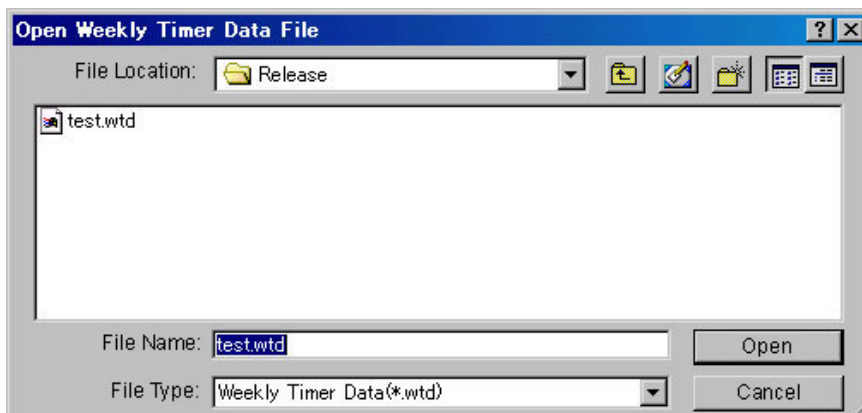 Open Weekly Timer Data File
File Location: Release
test.wtd
File Name: test.wtd Open
File Type: Weekly Timer Data(*.wtd) Cancel